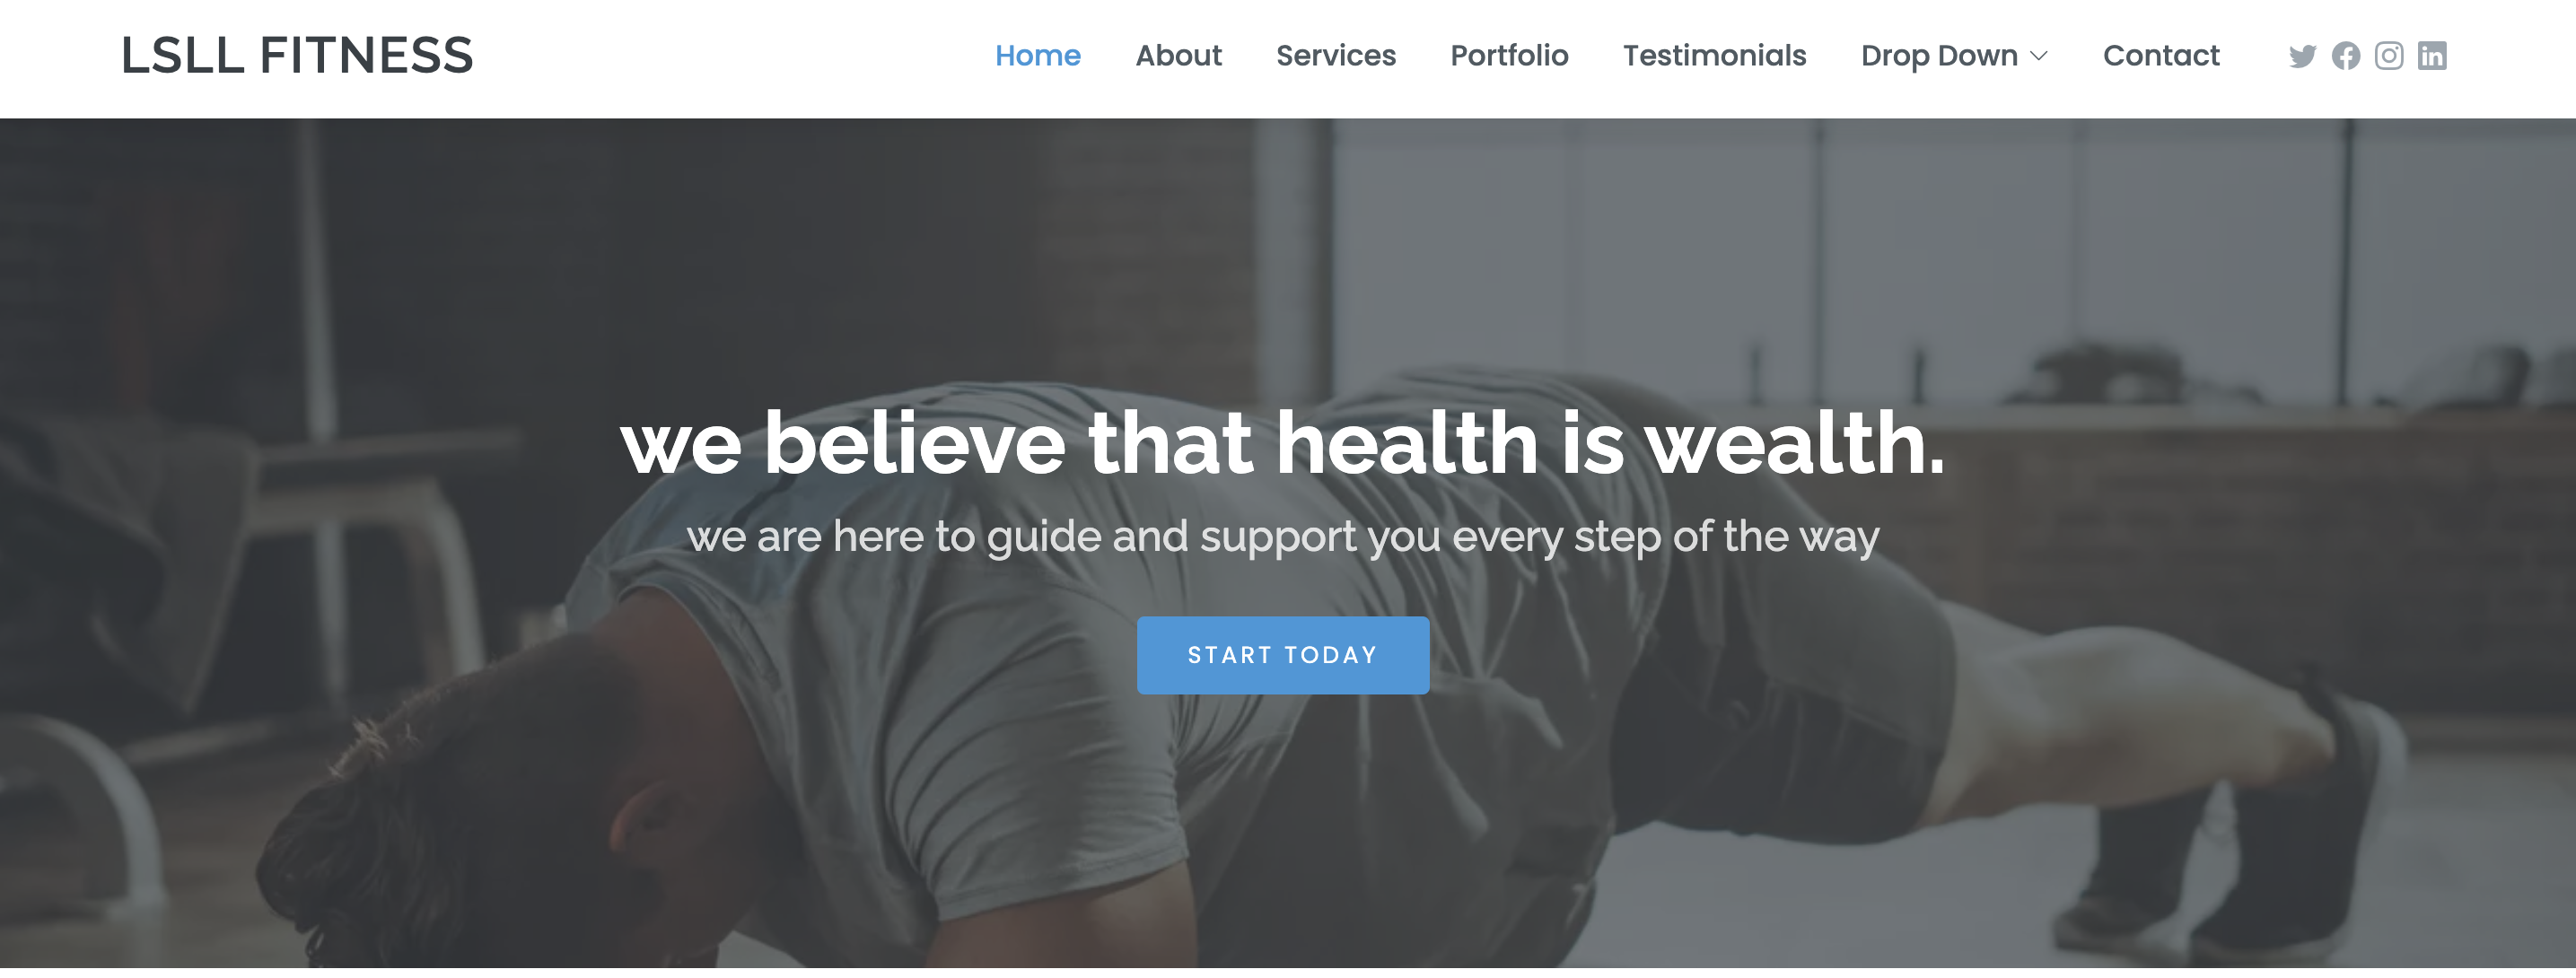 LSLL FITNESS
Home About Services Portfolio Testimonials Drop Down Contact
we believe that health is wealth.
we are here to guide and support you every step of the way
START TODAY